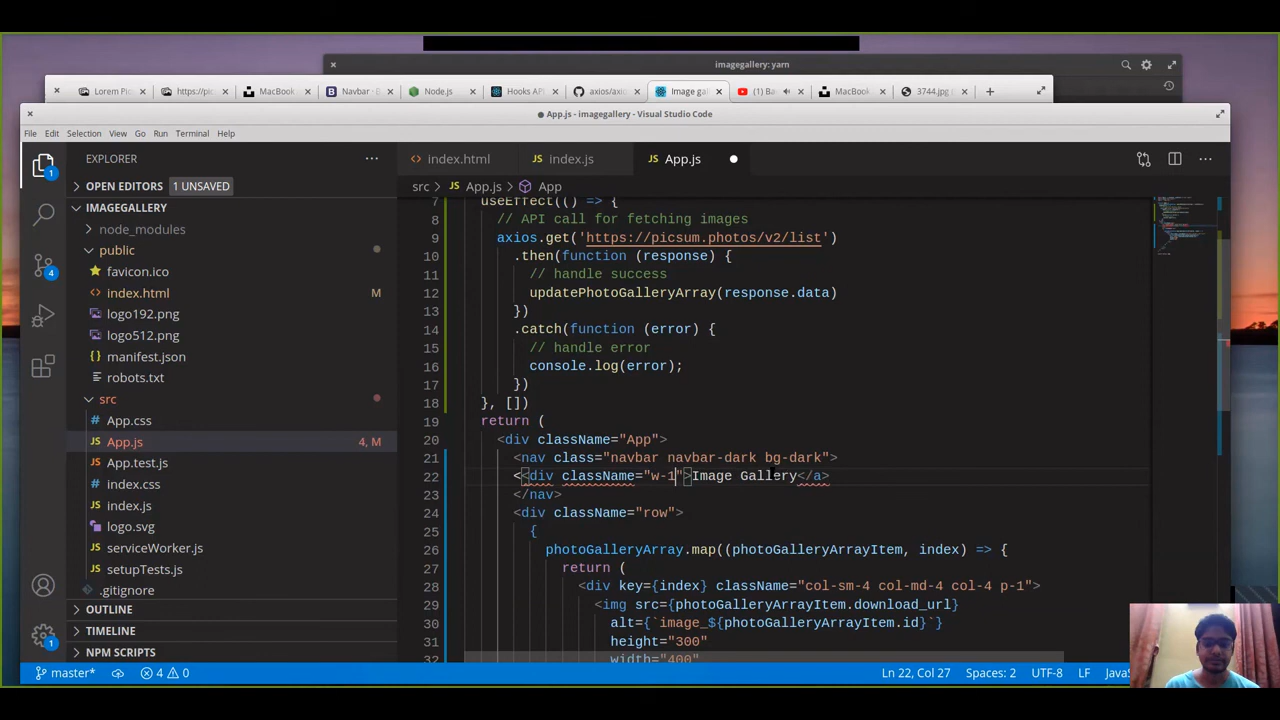 imagegallery: yarn
Lorem Pic
https://pic
MacBook
Navbar - B
Node.js
Hooks API
axios/axi
Image gal
(1) Ba
MacBook
3744.jpg
App.js - imagegallery - Visual Studio Code
File Edit Selection View Go Run Terminal Help
EXPLORER
index.html
index.js
App.js
OPEN EDITORS 1 UNSAVED
src > App.js > App
IMAGEGALLERY
node_modules
public
favicon.ico
index.html M
logo192.png
logo512.png
manifest.json
robots.txt
src
App.css
App.js 4, M
App.test.js
index.css
index.js
logo.svg
serviceWorker.js
setupTests.js
.gitignore
OUTLINE
TIMELINE
NPM SCRIPTS
1
4
1
7 useEffect(() => {
8 // API call for fetching images
9 axios.get('https://picsum.photos/v2/list')
10 .then(function (response) {
11 // handle success
12 updatePhotoGalleryArray(response.data)
13 })
14 .catch(function (error) {
15 // handle error
16 console.log(error);
17 })
18 }, [])
19 return (
20 <div className="App">
21 <nav class="navbar navbar-dark bg-dark">
22 <<div className="w-1">Image Gallery</a>
23 </nav>
24 <div className="row">
25 {
26 photoGalleryArray.map((photoGalleryArrayItem, index) => {
27 return (
28 <div key={index} className="col-sm-4 col-md-4 col-4 p-1">
29 <img src={photoGalleryArrayItem.download_url}
30 alt={`image_${photoGalleryArrayItem.id}`}
31 height="300"
32 width="400"
master* 4 0 Ln 22, Col 27 Spaces: 2 UTF-8 LF JavaS